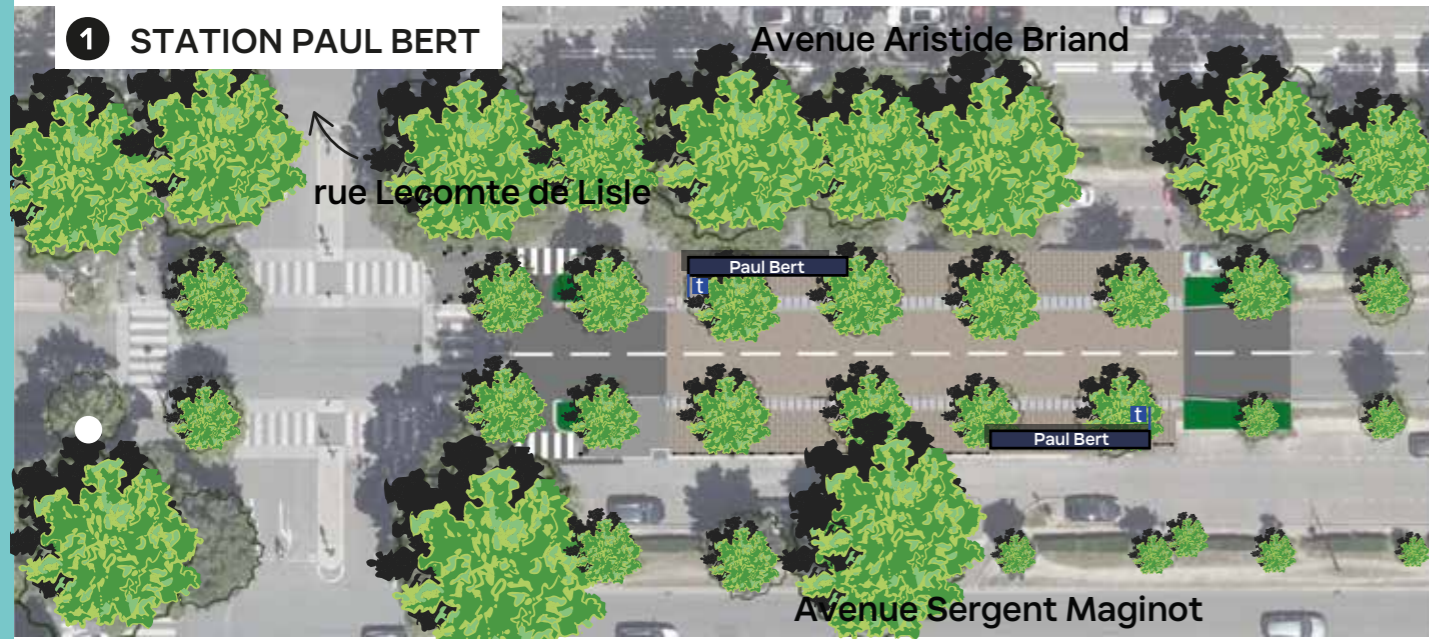 1 STATION PAUL BERT
Avenue Aristide Briand
rue Lecomte de Lisle
Paul Bert
t
t
Paul Bert
Avenue Sergent Maginot